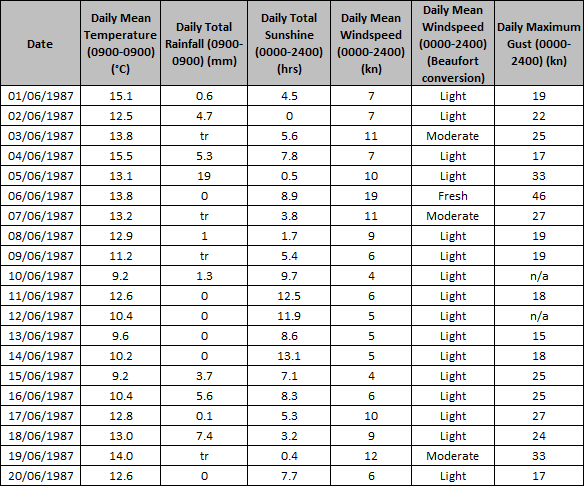 Date Daily Mean Temperature (0900-0900) (°C) Daily Total Rainfall (0900-0900) (mm) Daily Total Sunshine (0000-2400) (hrs) Daily Mean Windspeed (0000-2400) (kn) Daily Mean Windspeed (0000-2400) (Beaufort conversion) Daily Maximum Gust (0000-2400) (kn)
01/06/1987 15.1 0.6 4.5 7 Light 19
02/06/1987 12.5 4.7 0 7 Light 22
03/06/1987 13.8 tr 5.6 11 Moderate 25
04/06/1987 15.5 5.3 7.8 7 Light 17
05/06/1987 13.1 19 0.5 10 Light 33
06/06/1987 13.8 0 8.9 19 Fresh 46
07/06/1987 13.2 tr 3.8 11 Moderate 27
08/06/1987 12.9 1 1.7 9 Light 19
09/06/1987 11.2 tr 5.4 6 Light 19
10/06/1987 9.2 1.3 9.7 4 Light n/a
11/06/1987 12.6 0 12.5 6 Light 18
12/06/1987 10.4 0 11.9 5 Light n/a
13/06/1987 9.6 0 8.6 5 Light 15
14/06/1987 10.2 0 13.1 5 Light 18
15/06/1987 9.2 3.7 7.1 4 Light 25
16/06/1987 10.4 5.6 8.3 6 Light 25
17/06/1987 12.8 0.1 5.3 10 Light 27
18/06/1987 13.0 7.4 3.2 9 Light 24
19/06/1987 14.0 tr 0.4 12 Moderate 33
20/06/1987 12.6 0 7.7 6 Light 17